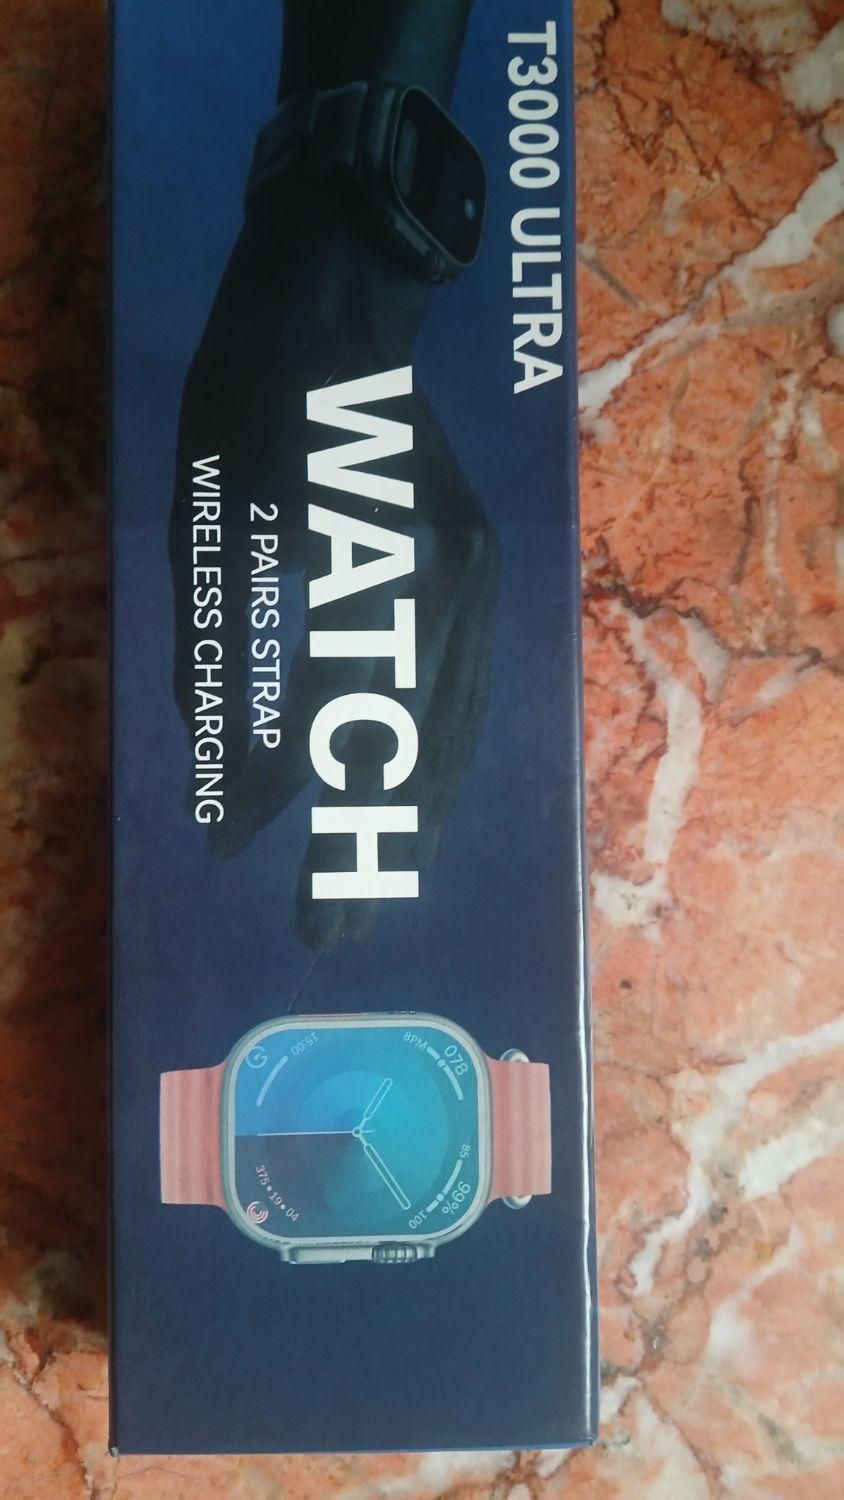 T3000 ULTRA
WATCH
2 PAIRS STRAP
WIRELESS CHARGING
15:00
BPM
078
375•19•04
85
99%
100